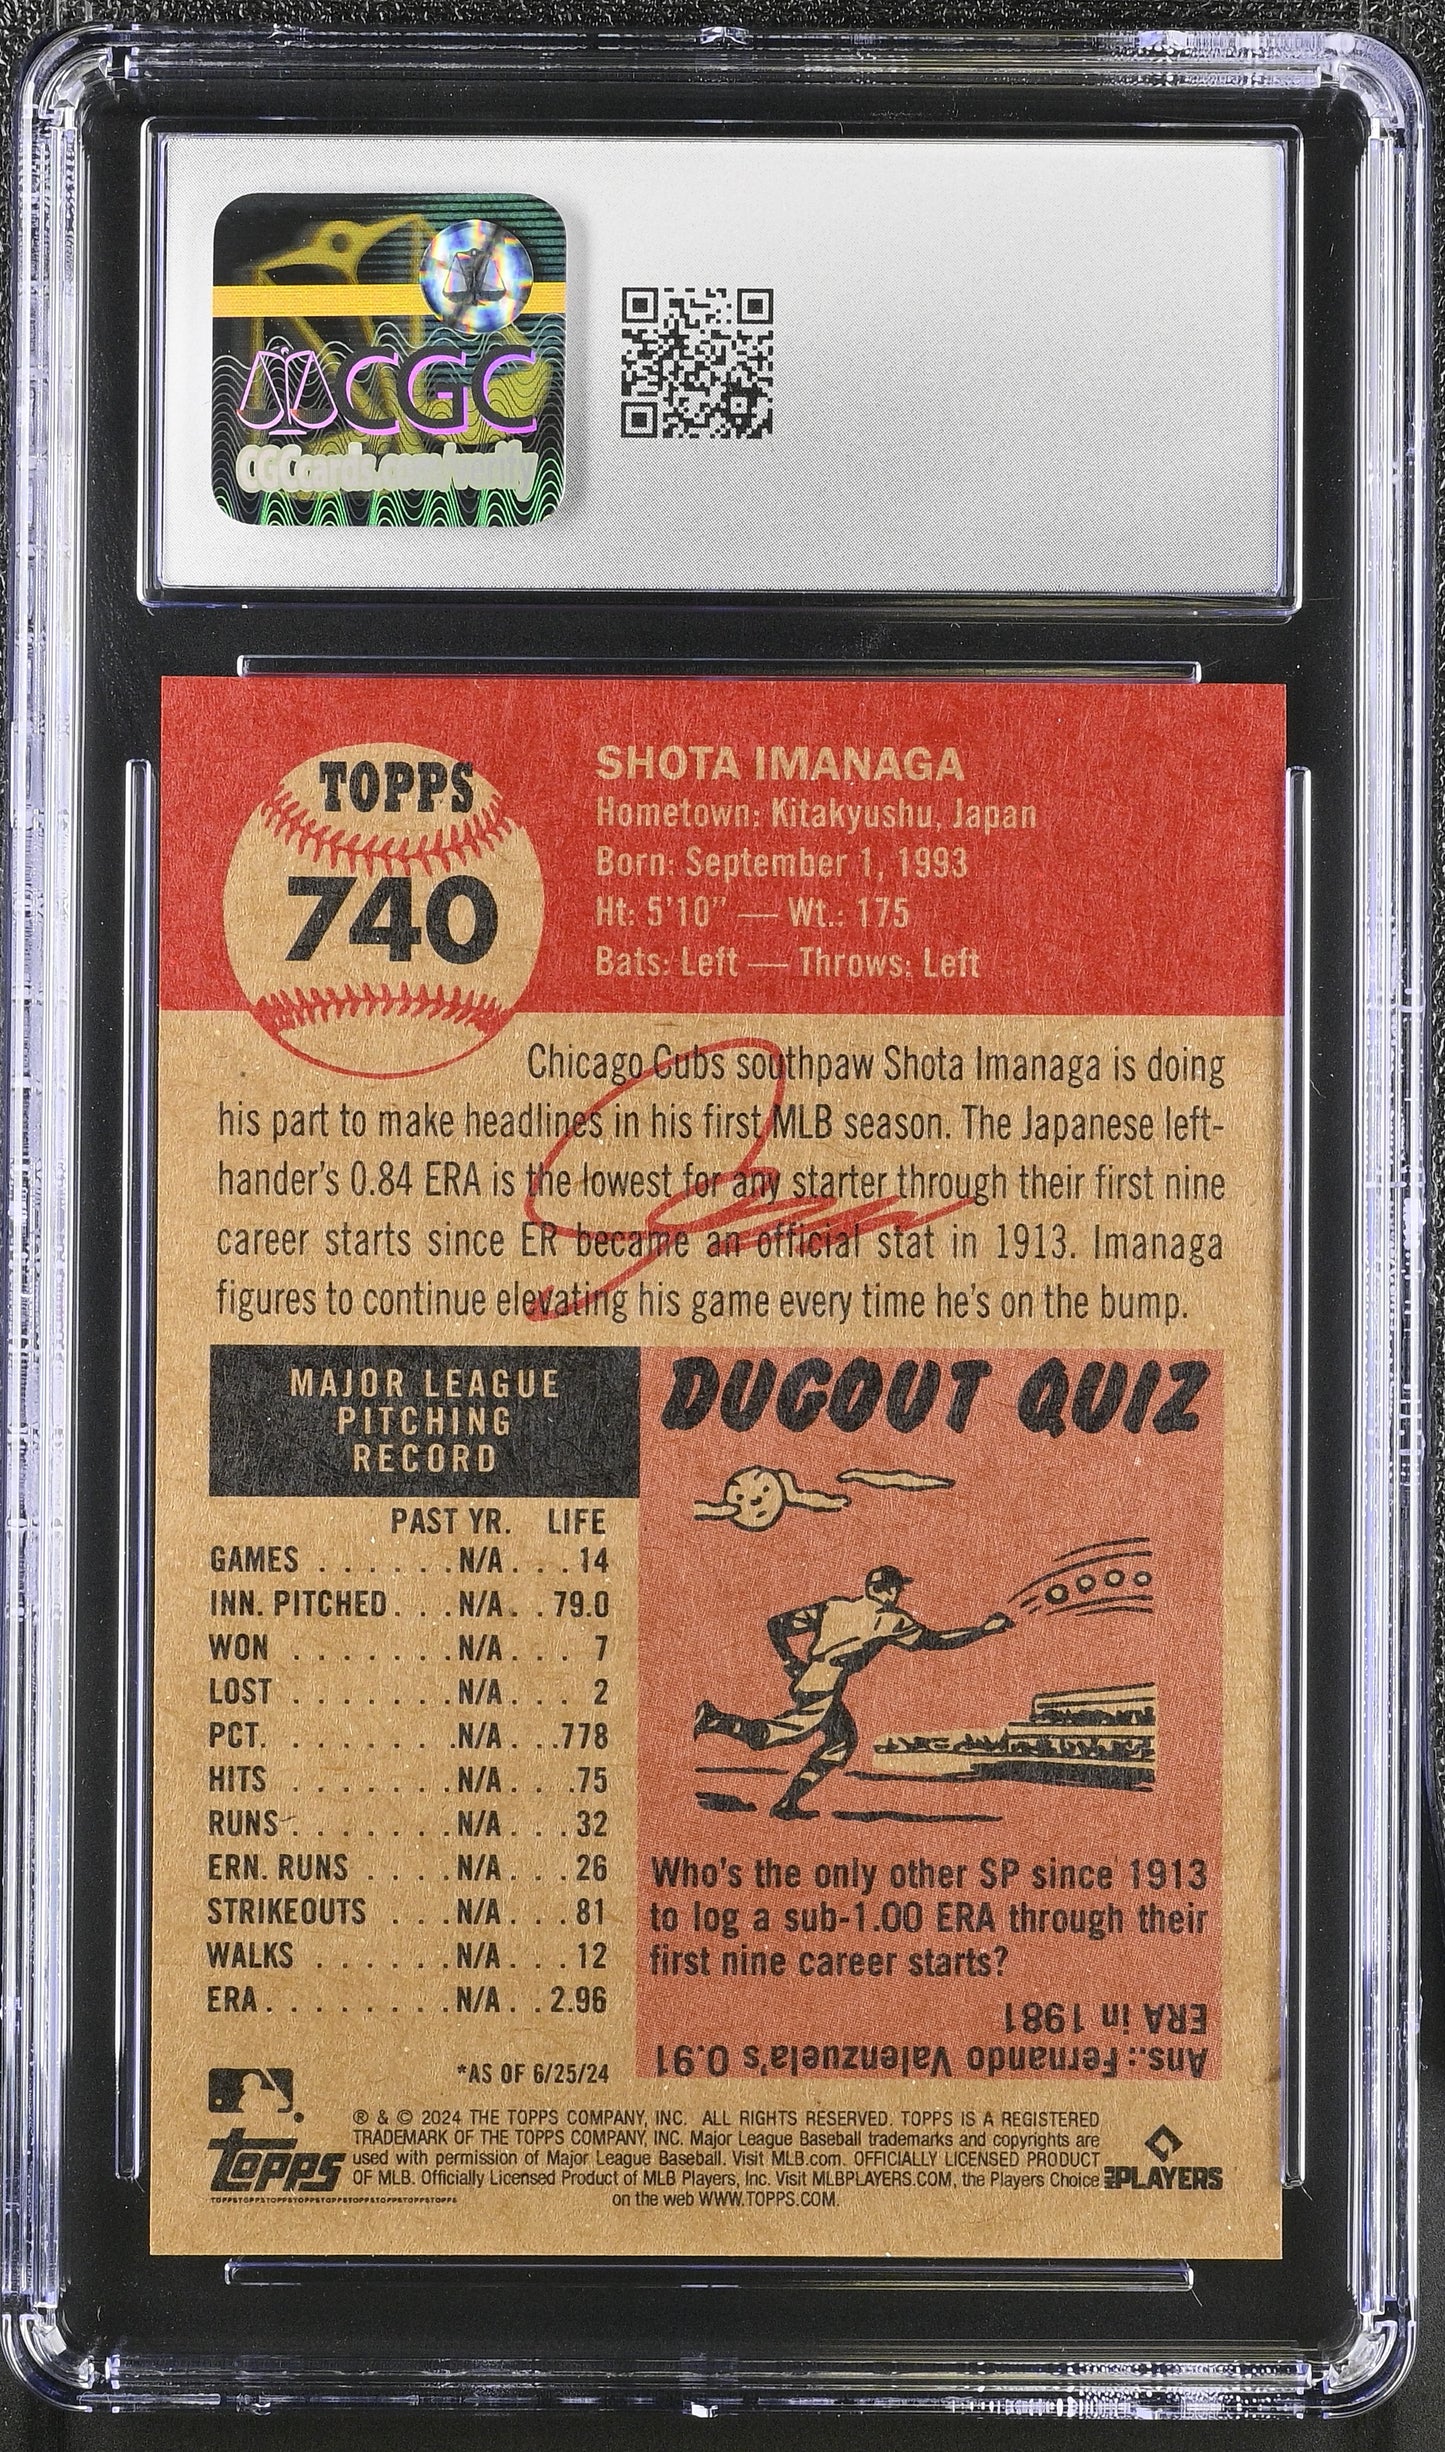 CGC
CGCcards.com/verify
TOPPS
740
SHOTA IMANAGA
Hometown: Kitakyushu, Japan
Born: September 1, 1993
Ht: 5'10" — Wt.: 175
Bats: Left — Throws: Left
Chicago Cubs southpaw Shota Imanaga is doing
his part to make headlines in his first MLB season. The Japanese left-
hander's 0.84 ERA is the lowest for any starter through their first nine
career starts since ER became an official stat in 1913. Imanaga
figures to continue elevating his game every time he's on the bump.
MAJOR LEAGUE
PITCHING
RECORD
PAST YR. LIFE
GAMES . . . . . . N/A . . . 14
INN. PITCHED . . . N/A . . 79.0
WON . . . . . . . N/A . . . 7
LOST . . . . . . . N/A . . . 2
PCT. . . . . . . . N/A . . .778
HITS . . . . . . . N/A . . . 75
RUNS . . . . . . . N/A . . . 32
ERN. RUNS . . . . N/A . . . 26
STRIKEOUTS . . . N/A . . . 81
WALKS . . . . . . N/A . . . 12
ERA . . . . . . . . N/A . . 2.96
*AS OF 6/25/24
DUGOUT QUIZ
Who's the only other SP since 1913
to log a sub-1.00 ERA through their
first nine career starts?
Ans.: Fernando Valenzuela's 0.91
ERA in 1981
® & © 2024 THE TOPPS COMPANY, INC. ALL RIGHTS RESERVED. TOPPS IS A REGISTERED
TRADEMARK OF THE TOPPS COMPANY, INC. Major League Baseball trademarks and copyrights are
used with permission of Major League Baseball. Visit MLB.com. OFFICIALLY LICENSED PRODUCT
OF MLB. Officially Licensed Product of MLB Players, Inc. Visit MLBPLAYERS.COM, the Players Choice
on the web WWW.TOPPS.COM.
topps
TOPPSTOPPSTOPPSTOPPSTOPPSTOPPSTOPPS
MLB PLAYERS